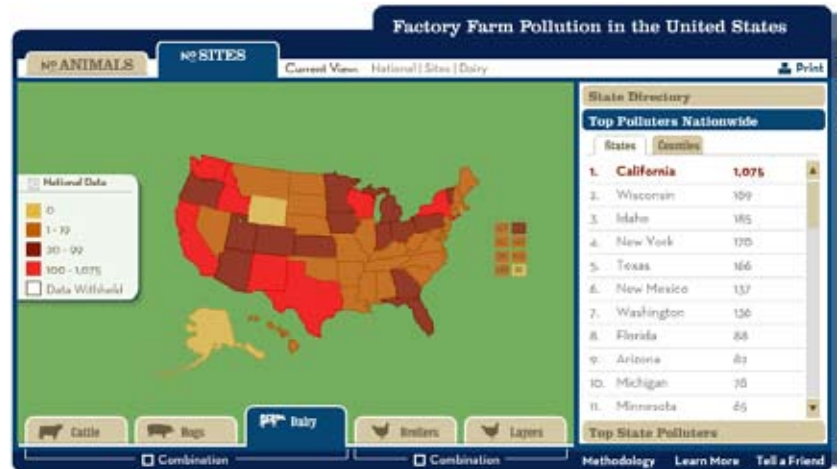 Factory Farm Pollution in the United States
Nº ANIMALS
Nº SITES
Current View: National | Sites | Dairy
Print
State Directory
Top Polluters Nationwide
States Counties
1. California 1,075
2. Wisconsin 189
3. Idaho 185
4. New York 170
5. Texas 166
6. New Mexico 137
7. Washington 136
8. Florida 88
9. Arizona 82
10. Michigan 78
11. Minnesota 65
Top State Polluters
National Data
0
1 - 19
20 - 99
100 - 1,075
Data Withheld
Cattle
Hogs
Dairy
Broilers
Layers
Combination
Combination
Methodology Learn More Tell a Friend